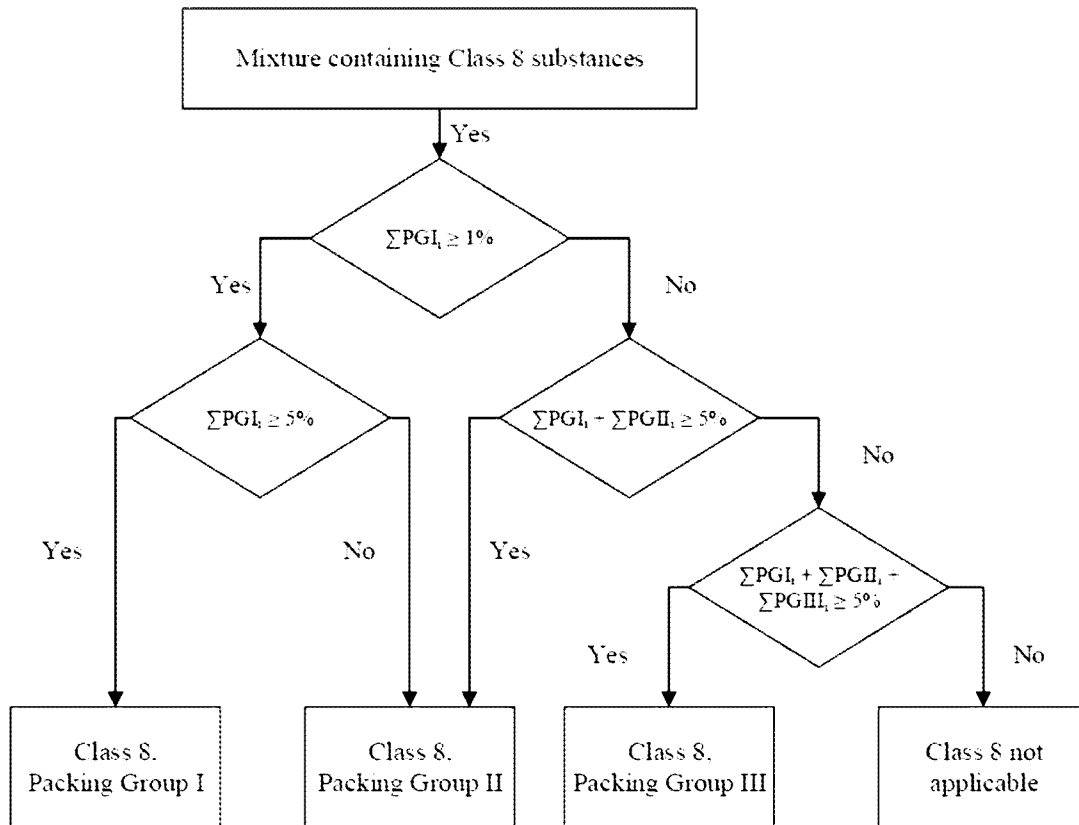 Mixture containing Class 8 substances
Yes
∑PGIᵢ ≥ 1%
Yes
No
∑PGIᵢ ≥ 5%
∑PGIᵢ + ∑PGIIᵢ ≥ 5%
No
Yes
No
Yes
∑PGIᵢ + ∑PGIIᵢ +
∑PGIIIᵢ ≥ 5%
Yes
No
Class 8,
Packing Group I
Class 8,
Packing Group II
Class 8,
Packing Group III
Class 8 not
applicable